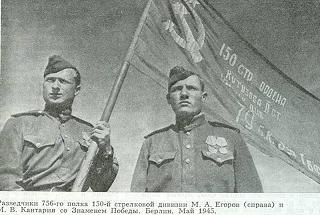 150 СТР. ОРДЕНА
Кутузова
Разведчики 756-го полка 150-й стрелковой дивизии М. А. Егоров (справа) и
М. В. Кантария со Знаменем Победы. Берлин. Май 1945.